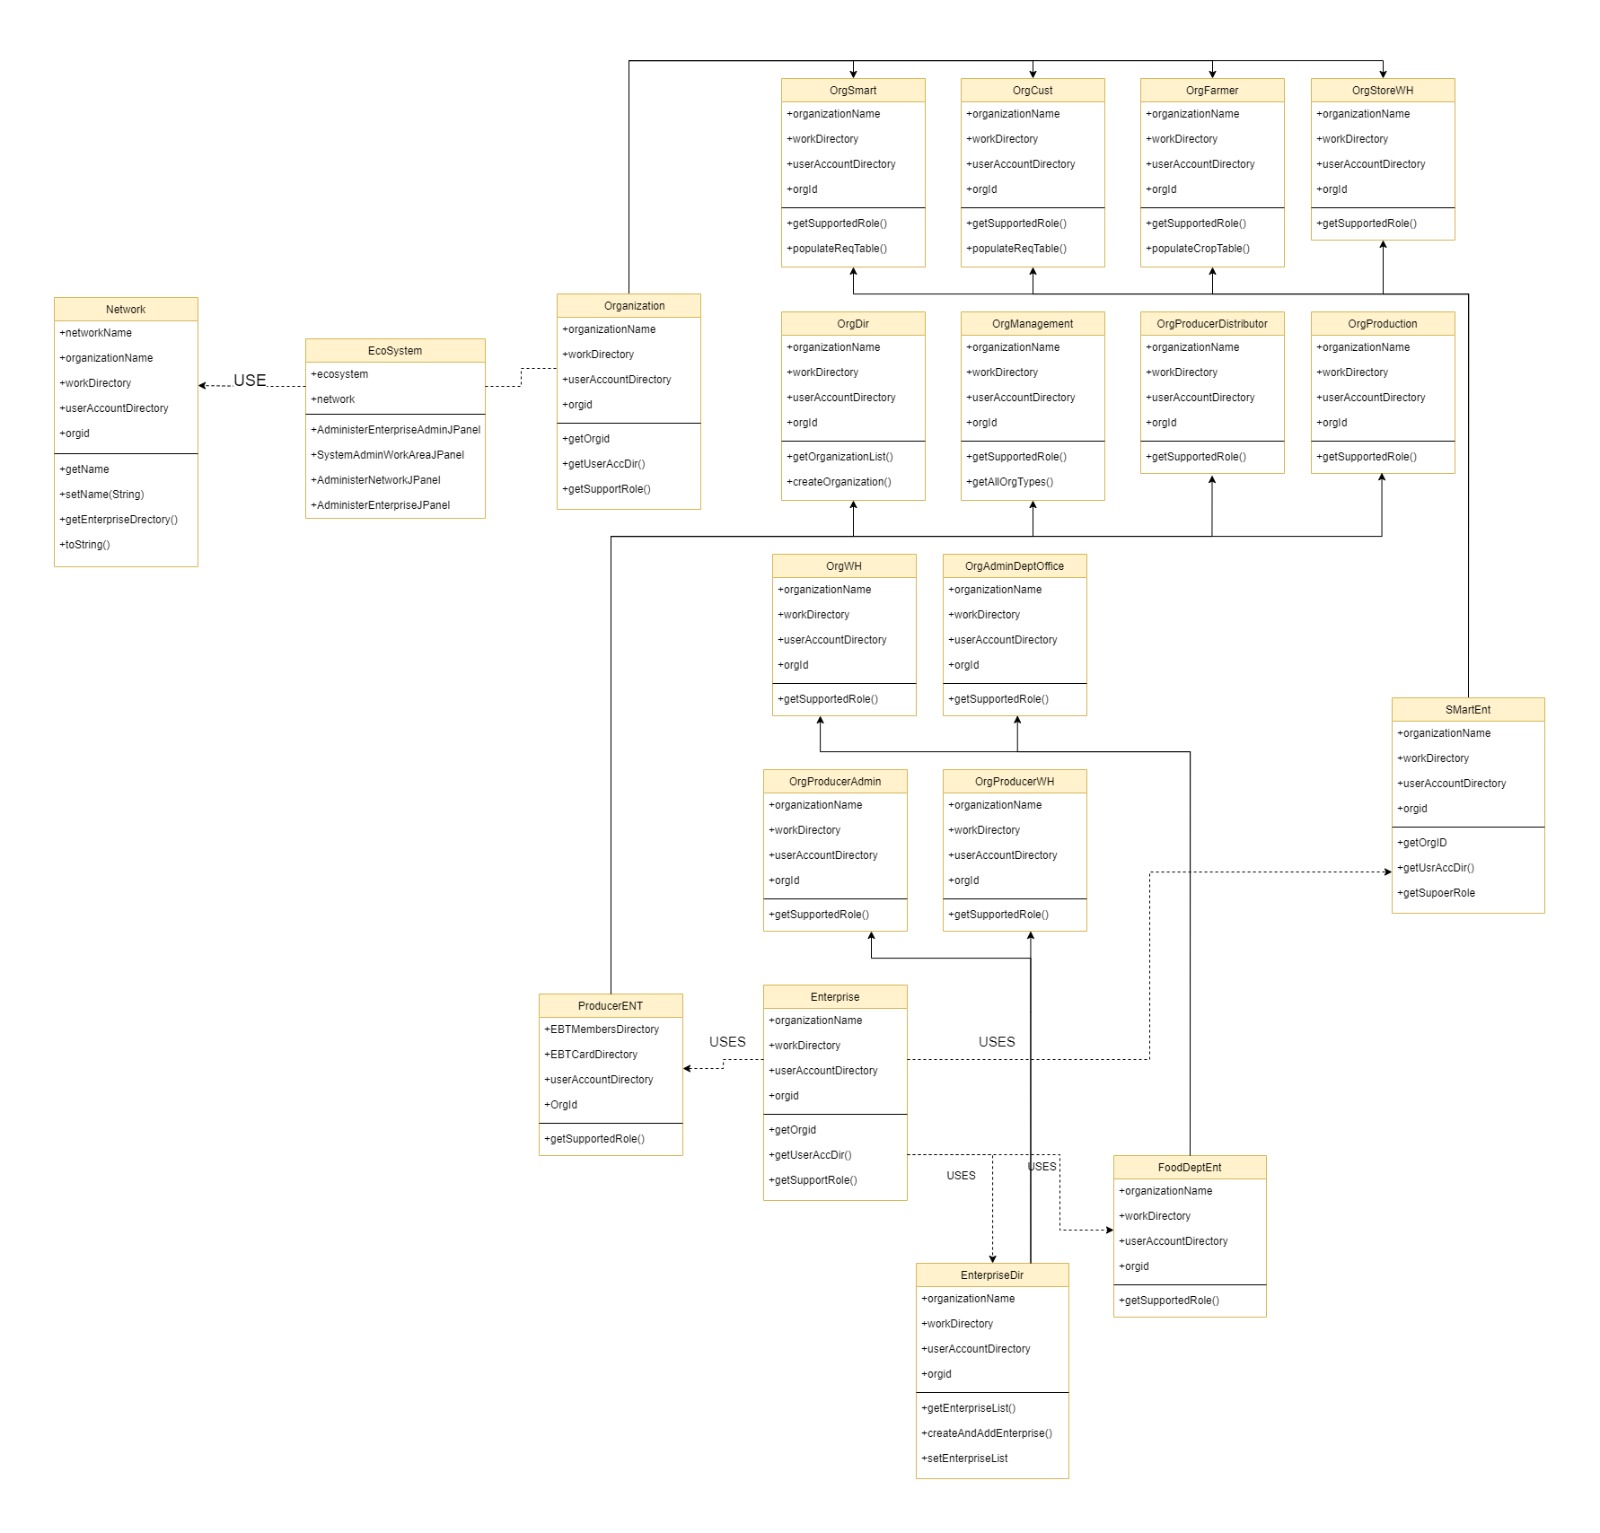 OrgSmart
+organizationName
+workDirectory
+userAccountDirectory
+orgId
+getSupportedRole()
+populateReqTable()
OrgCust
+organizationName
+workDirectory
+userAccountDirectory
+orgId
+getSupportedRole()
+populateReqTable()
OrgFarmer
+organizationName
+workDirectory
+userAccountDirectory
+orgId
+getSupportedRole()
+populateCropTable()
OrgStoreWH
+organizationName
+workDirectory
+userAccountDirectory
+orgId
+getSupportedRole()
Network
+networkName
+organizationName
+workDirectory
+userAccountDirectory
+orgid
+getName
+setName(String)
+getEnterpriseDrectory()
+toString()
USE
EcoSystem
+ecosystem
+network
+AdministerEnterpriseAdminJPanel
+SystemAdminWorkAreaJPanel
+AdministerNetworkJPanel
+AdministerEnterpriseJPanel
Organization
+organizationName
+workDirectory
+userAccountDirectory
+orgid
+getOrgid
+getUserAccDir()
+getSupportRole()
OrgDir
+organizationName
+workDirectory
+userAccountDirectory
+orgId
+getOrganizationList()
+createOrganization()
OrgManagement
+organizationName
+workDirectory
+userAccountDirectory
+orgId
+getSupportedRole()
+getAllOrgTypes()
OrgProducerDistributor
+organizationName
+workDirectory
+userAccountDirectory
+orgId
+getSupportedRole()
OrgProduction
+organizationName
+workDirectory
+userAccountDirectory
+orgId
+getSupportedRole()
OrgWH
+organizationName
+workDirectory
+userAccountDirectory
+orgId
+getSupportedRole()
OrgAdminDeptOffice
+organizationName
+workDirectory
+userAccountDirectory
+orgId
+getSupportedRole()
SMartEnt
+organizationName
+workDirectory
+userAccountDirectory
+orgid
+getOrgID
+getUsrAccDir()
+getSupoerRole
OrgProducerAdmin
+organizationName
+workDirectory
+userAccountDirectory
+orgId
+getSupportedRole()
OrgProducerWH
+organizationName
+workDirectory
+userAccountDirectory
+orgId
+getSupportedRole()
ProducerENT
+EBTMembersDirectory
+EBTCardDirectory
+userAccountDirectory
+OrgId
+getSupportedRole()
USES
Enterprise
+organizationName
+workDirectory
+userAccountDirectory
+orgid
+getOrgid
+getUserAccDir()
+getSupportRole()
USES
USES
USES
FoodDeptEnt
+organizationName
+workDirectory
+userAccountDirectory
+orgid
+getSupportedRole()
EnterpriseDir
+organizationName
+workDirectory
+userAccountDirectory
+orgid
+getEnterpriseList()
+createAndAddEnterprise()
+setEnterpriseList